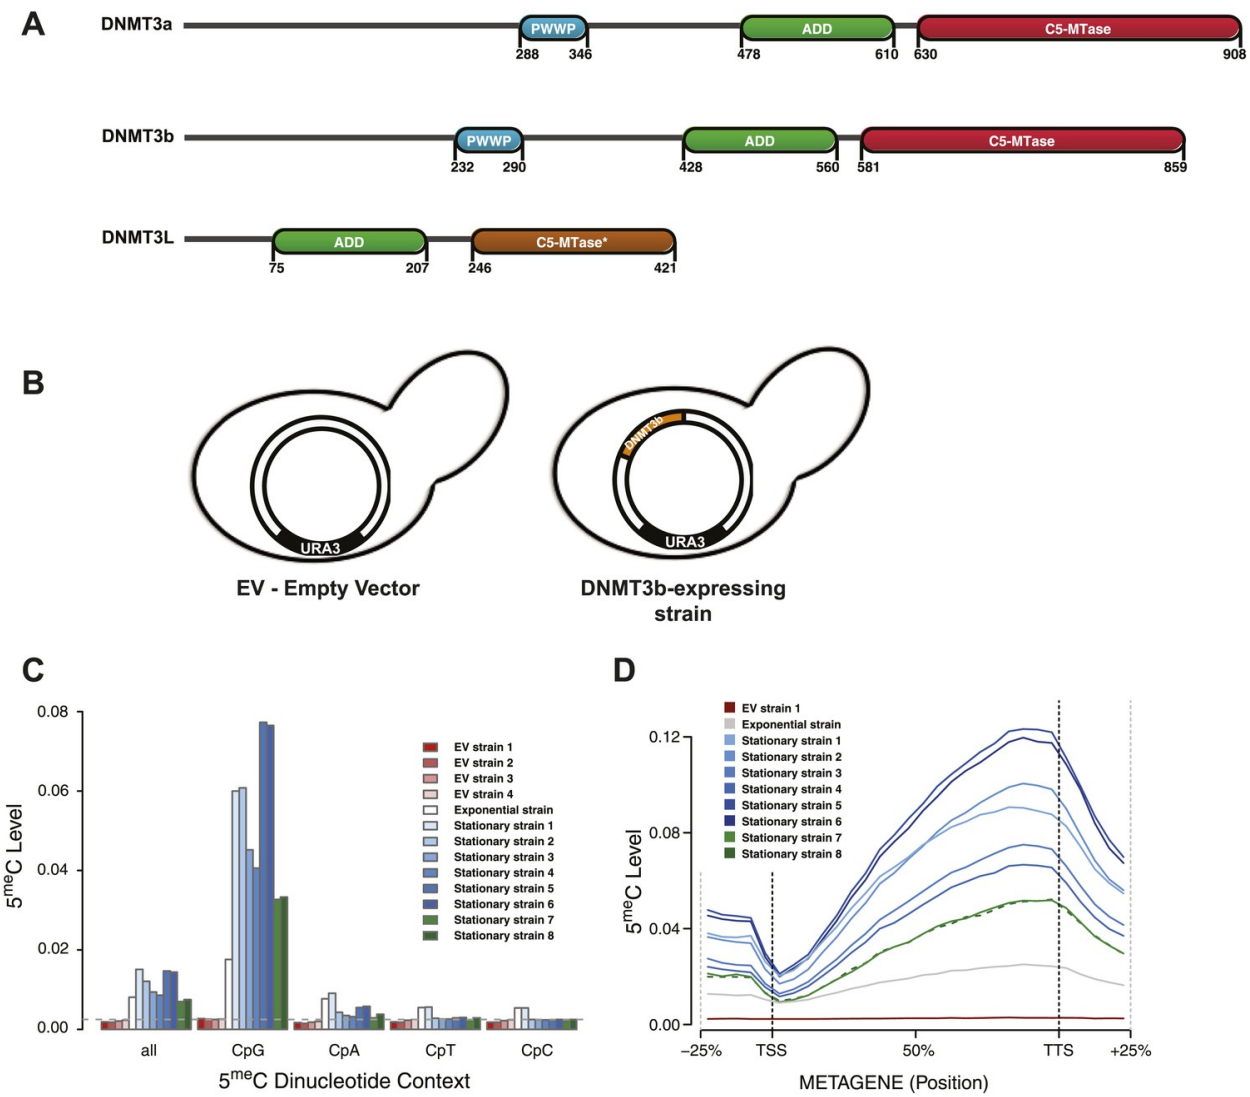 A
DNMT3a
PWWP
ADD
C5-MTase
288 346 478 610 630 908
DNMT3b
PWWP
ADD
C5-MTase
232 290 428 560 581 859
DNMT3L
ADD
C5-MTase*
75 207 246 421
B
URA3
DNMT3b
URA3
EV - Empty Vector
DNMT3b-expressing
strain
C
5meC Level
0.08
0.06
0.04
0.02
0.00
EV strain 1
EV strain 2
EV strain 3
EV strain 4
Exponential strain
Stationary strain 1
Stationary strain 2
Stationary strain 3
Stationary strain 4
Stationary strain 5
Stationary strain 6
Stationary strain 7
Stationary strain 8
all CpG CpA CpT CpC
5meC Dinucleotide Context
D
5meC Level
0.12
0.08
0.04
0.00
EV strain 1
Exponential strain
Stationary strain 1
Stationary strain 2
Stationary strain 3
Stationary strain 4
Stationary strain 5
Stationary strain 6
Stationary strain 7
Stationary strain 8
−25% TSS 50% TTS +25%
METAGENE (Position)